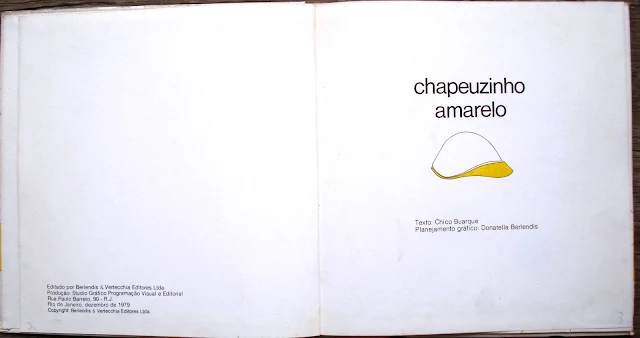 Editado por Berlendis & Vertecchia Editores Ltda.
Produção: Studio Gráfico Programação Visual e Editorial
Rua Paulo Barreto, 90 - R.J.
Rio de Janeiro, dezembro de 1979
Copyright: Berlendis & Vertecchia Editores Ltda.
chapeuzinho
amarelo
Texto: Chico Buarque
Planejamento gráfico: Donatella Berlendis
3